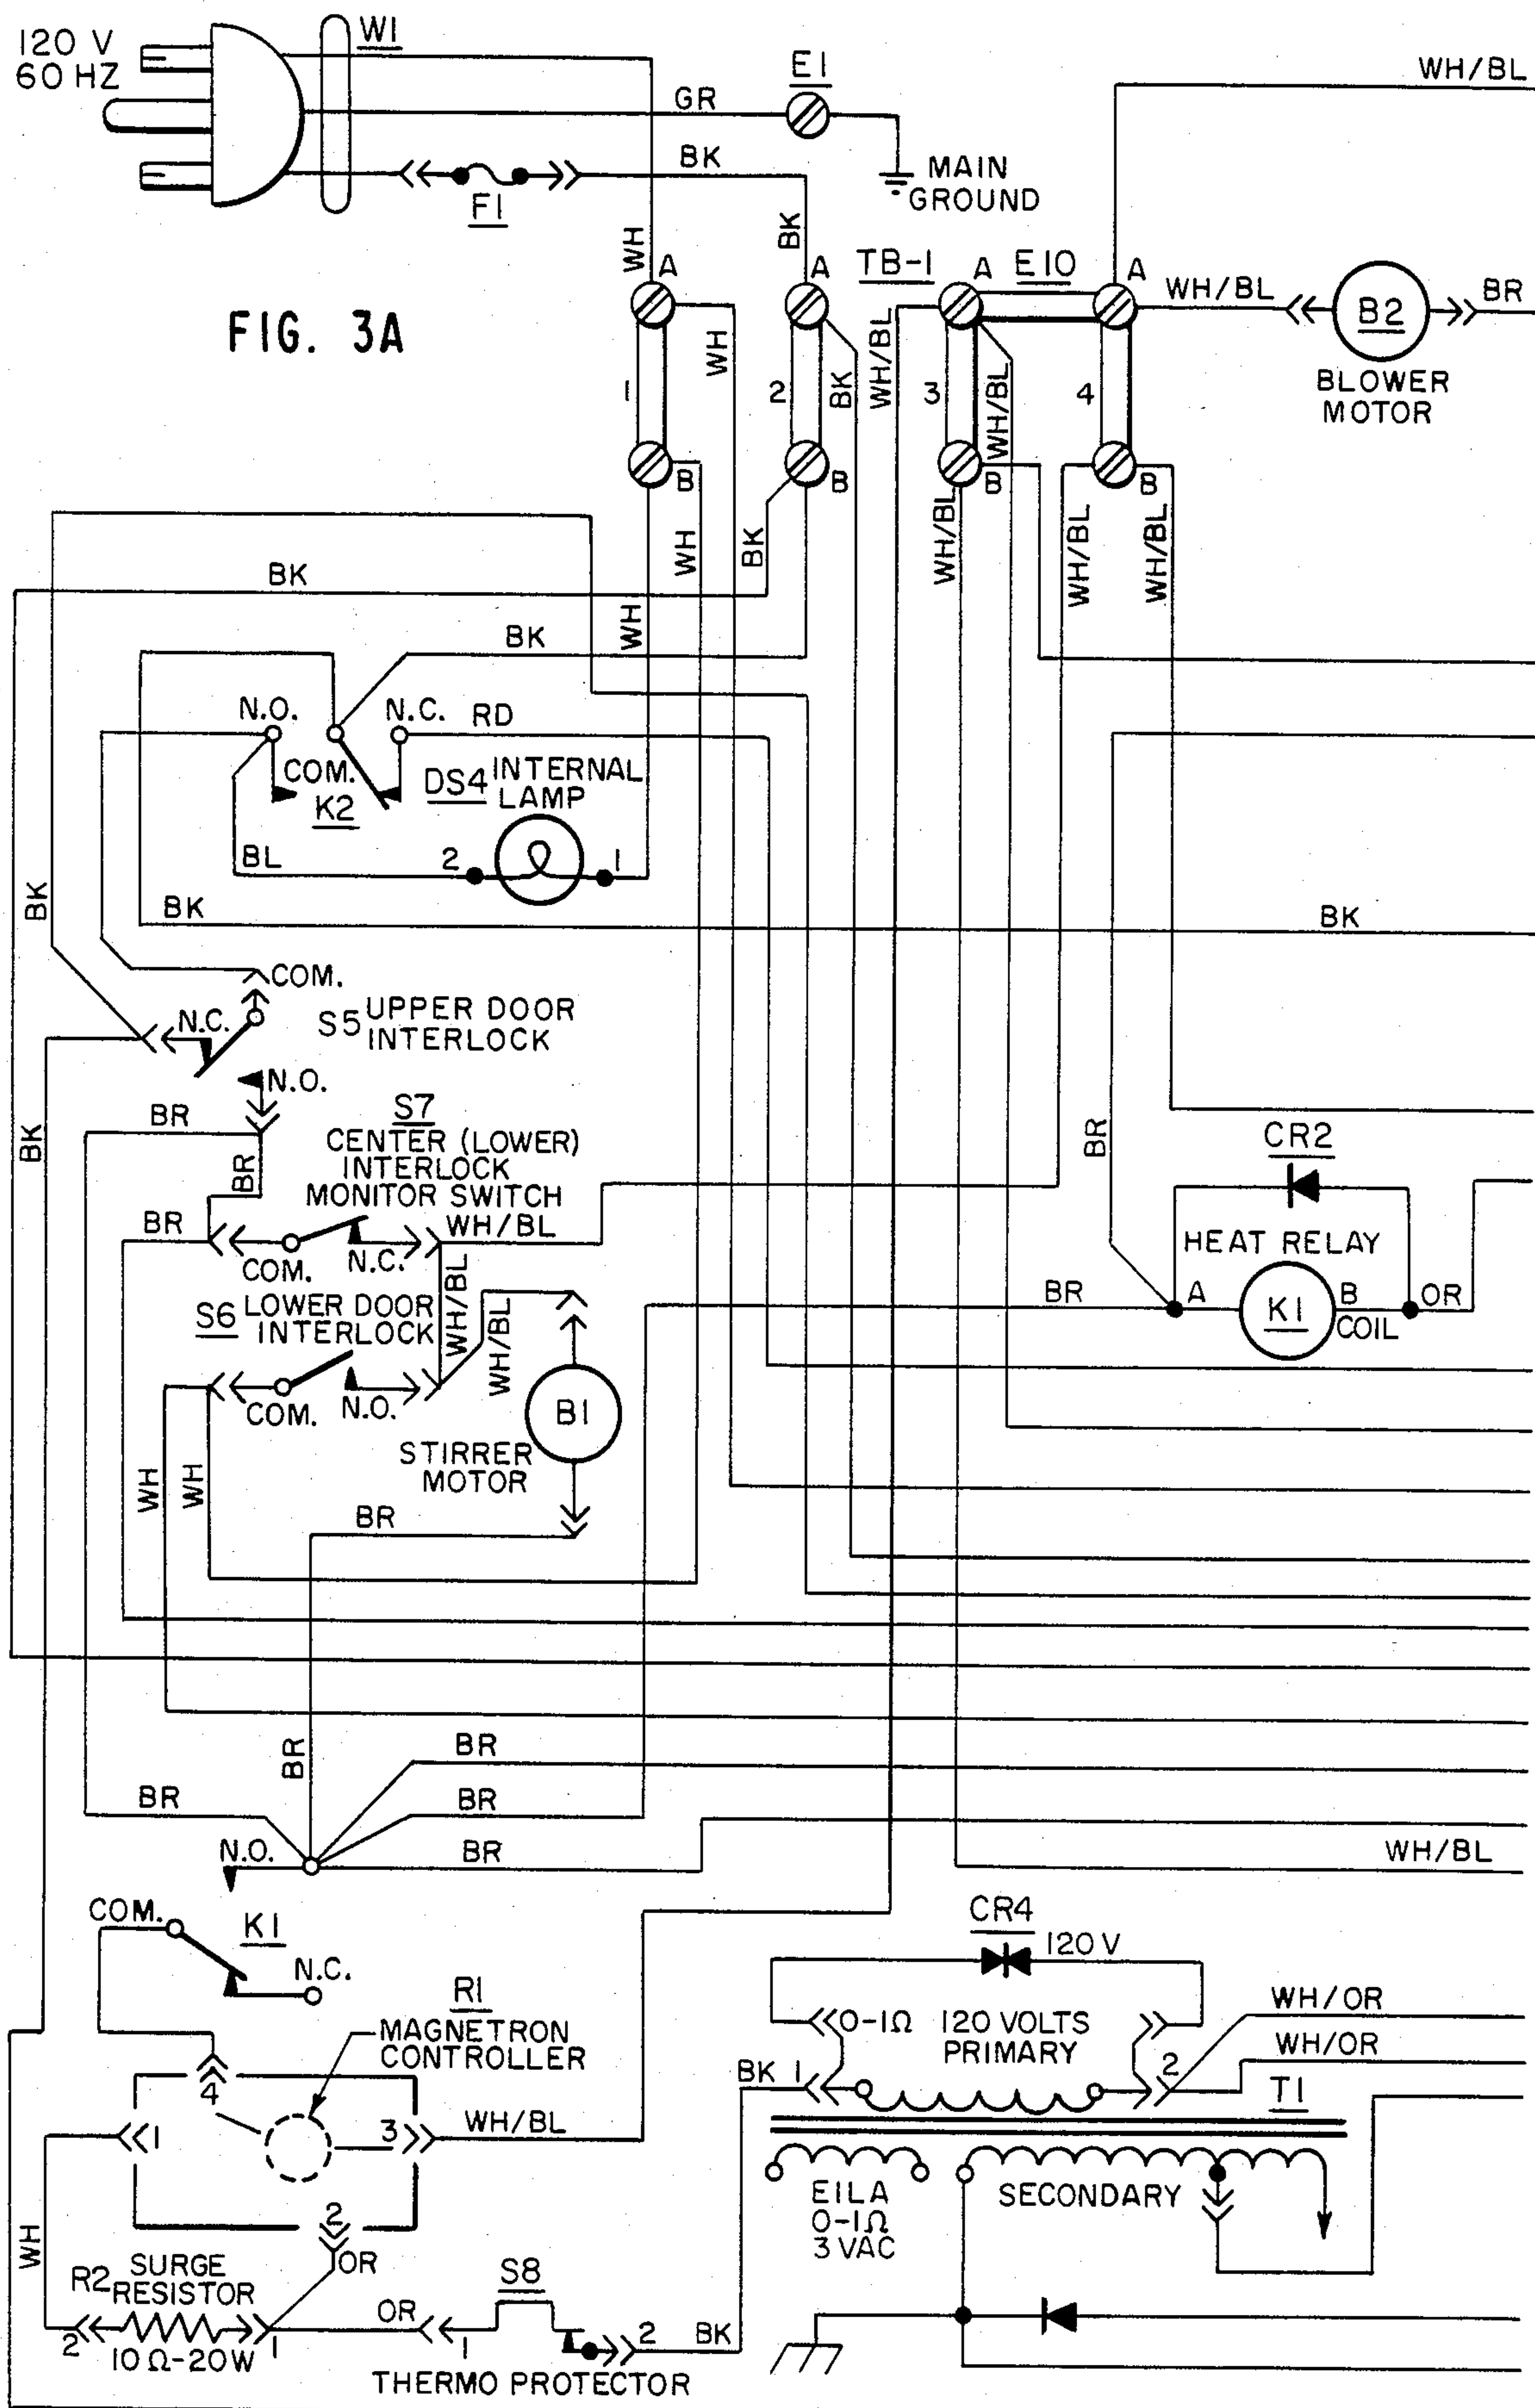 120 V
60 HZ
W1
E1
WH/BL
GR
BK
F1
MAIN
GROUND
WH
BK
A
A
TB-1
A
E10
A
WH/BL
B2
BR
FIG. 3A
WH
BK
WH/BL
WH/BL
BLOWER
MOTOR
1
2
3
4
B
B
B
B
WH
BK
WH/BL
WH/BL
WH/BL
BK
WH
BK
N.O.
N.C.
RD
COM.
K2
DS4
INTERNAL
LAMP
BL
2
1
BK
BK
BK
COM.
N.C.
S5
UPPER DOOR
INTERLOCK
N.O.
BR
BK
S7
CENTER (LOWER)
INTERLOCK
MONITOR SWITCH
BR
BR
WH/BL
COM.
N.C.
BR
CR2
HEAT RELAY
S6
LOWER DOOR
INTERLOCK
WH/BL
WH/BL
BR
A
K1
B
COIL
OR
COM.
N.O.
B1
STIRRER
MOTOR
WH
WH
BR
BR
BR
BR
BR
N.O.
BR
WH/BL
COM.
K1
N.C.
CR4
120 V
R1
MAGNETRON
CONTROLLER
0-1Ω
120 VOLTS
PRIMARY
WH/OR
WH/OR
BK
1
2
T1
4
1
3
WH/BL
2
OR
EILA
0-1Ω
3 VAC
SECONDARY
WH
R2
SURGE
RESISTOR
S8
OR
2
10Ω-20W
1
1
2
BK
THERMO PROTECTOR